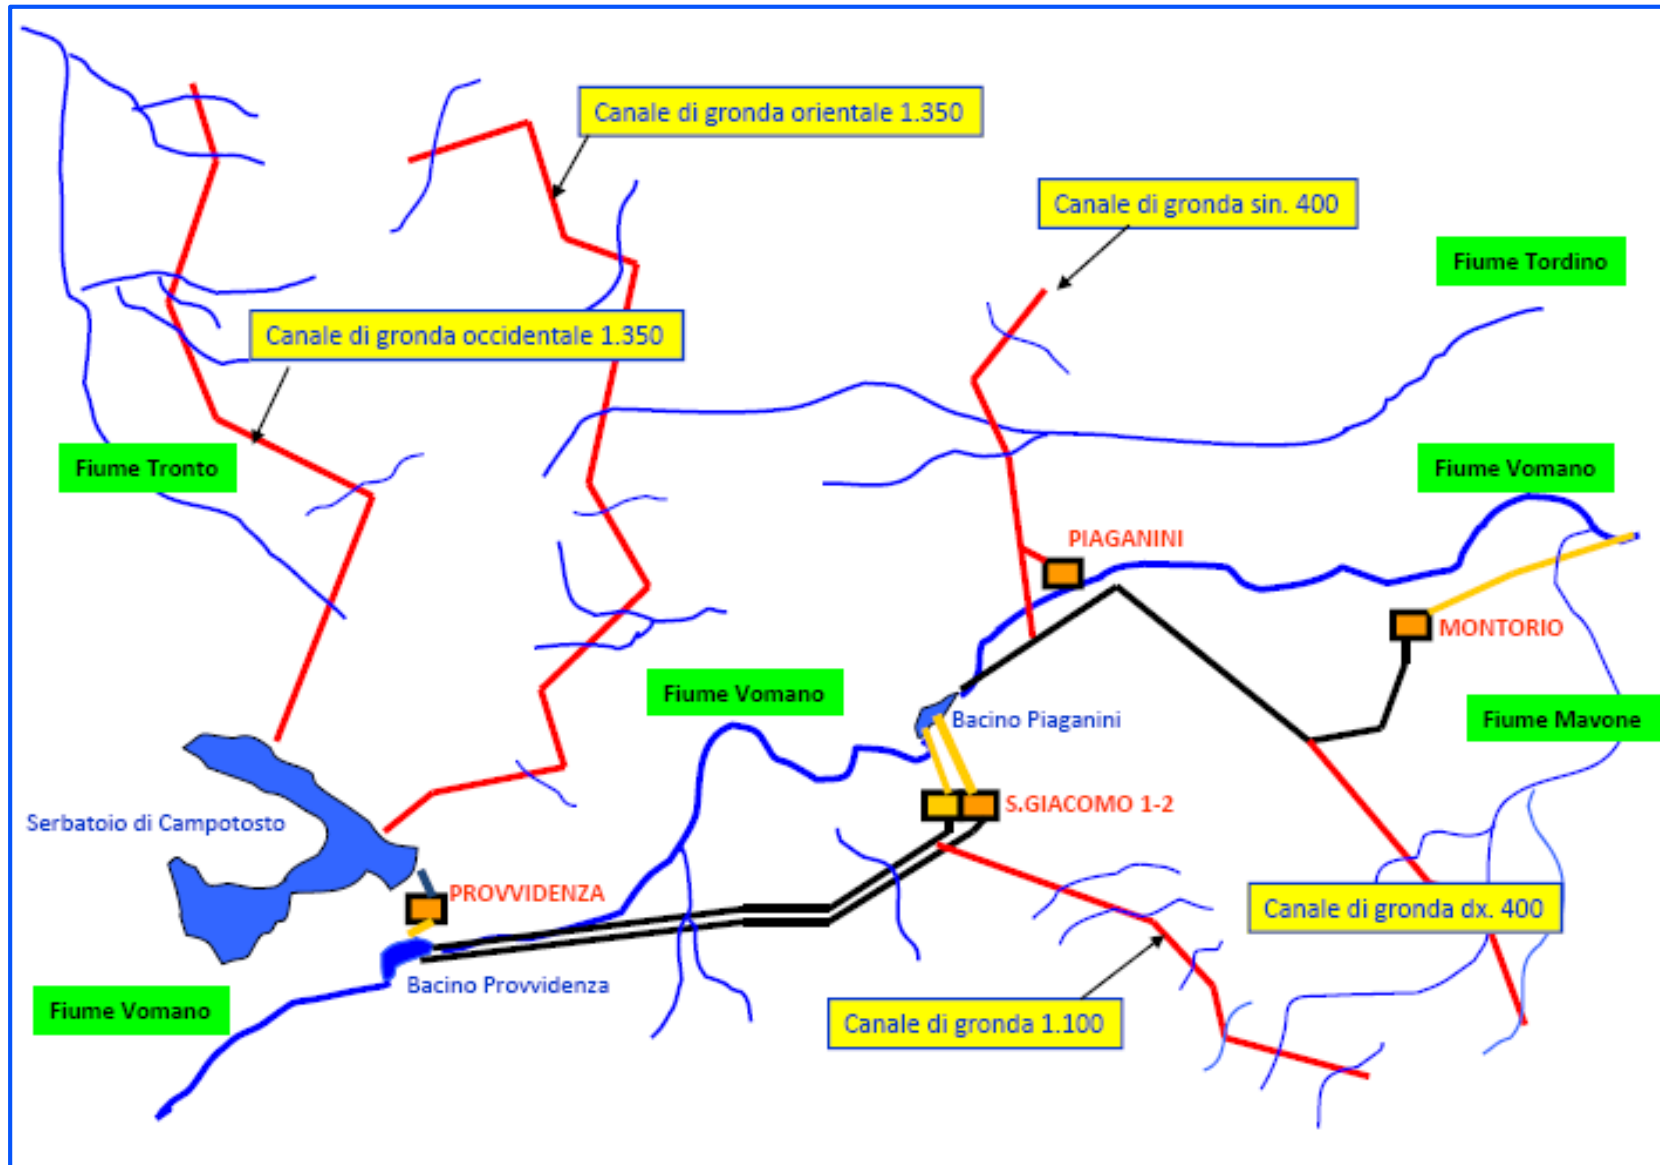 Canale di gronda orientale 1.350
Canale di gronda sin. 400
Fiume Tordino
Canale di gronda occidentale 1.350
Fiume Tronto
Fiume Vomano
PIAGANINI
MONTORIO
Fiume Vomano
Bacino Piaganini
Fiume Mavone
Serbatoio di Campotosto
S.GIACOMO 1-2
PROVVIDENZA
Canale di gronda dx. 400
Bacino Provvidenza
Fiume Vomano
Canale di gronda 1.100